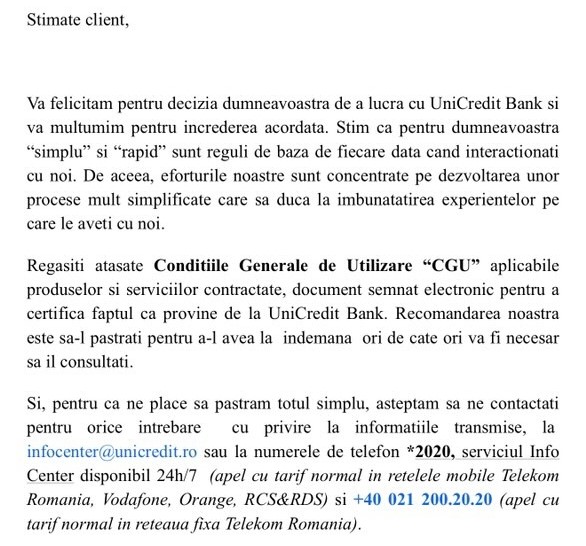 Stimate client,
Va felicitam pentru decizia dumneavoastra de a lucra cu UniCredit Bank si
va multumim pentru increderea acordata. Stim ca pentru dumneavoastra
“simplu” si “rapid” sunt reguli de baza de fiecare data cand interactionati
cu noi. De aceea, eforturile noastre sunt concentrate pe dezvoltarea unor
procese mult simplificate care sa duca la imbunatatirea experientelor pe
care le aveti cu noi.
Regasiti atasate Conditiile Generale de Utilizare “CGU” aplicabile
produselor si serviciilor contractate, document semnat electronic pentru a
certifica faptul ca provine de la UniCredit Bank. Recomandarea noastra
este sa-l pastrati pentru a-l avea la indemana ori de cate ori va fi necesar
sa il consultati.
Si, pentru ca ne place sa pastram totul simplu, asteptam sa ne contactati
pentru orice intrebare cu privire la informatiile transmise, la
infocenter@unicredit.ro sau la numerele de telefon *2020, serviciul Info
Center disponibil 24h/7 (apel cu tarif normal in retelele mobile Telekom
Romania, Vodafone, Orange, RCS&RDS) si +40 021 200.20.20 (apel cu
tarif normal in reteaua fixa Telekom Romania).